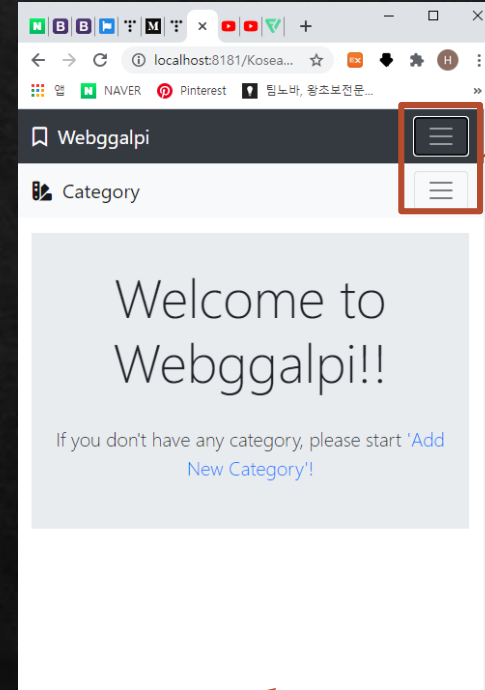 localhost:8181/Kosea...
H
앱
NAVER
Pinterest
팀노바, 왕초보전문...
Webggalpi
Category
Welcome to
Webggalpi!!
If you don't have any category, please start 'Add
New Category'!